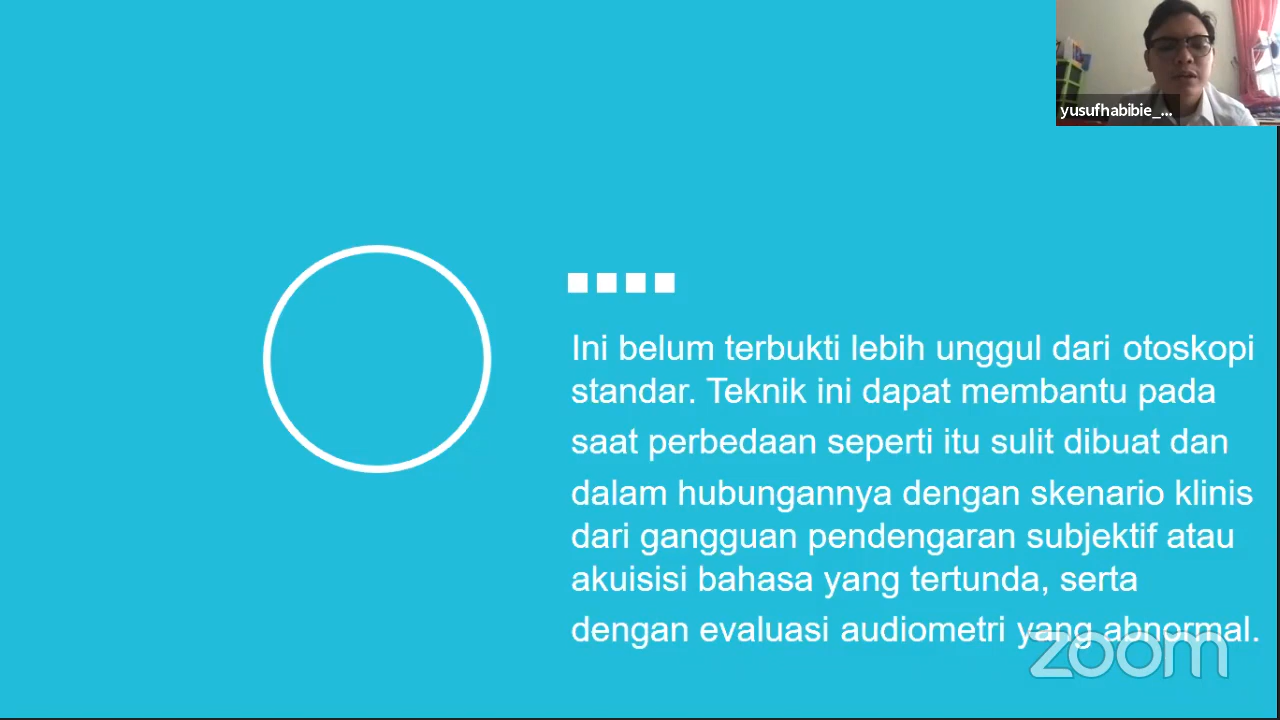 yusufhabibie_...
Ini belum terbukti lebih unggul dari otoskopi
standar. Teknik ini dapat membantu pada
saat perbedaan seperti itu sulit dibuat dan
dalam hubungannya dengan skenario klinis
dari gangguan pendengaran subjektif atau
akuisisi bahasa yang tertunda, serta
dengan evaluasi audiometri yang abnormal.
zoom